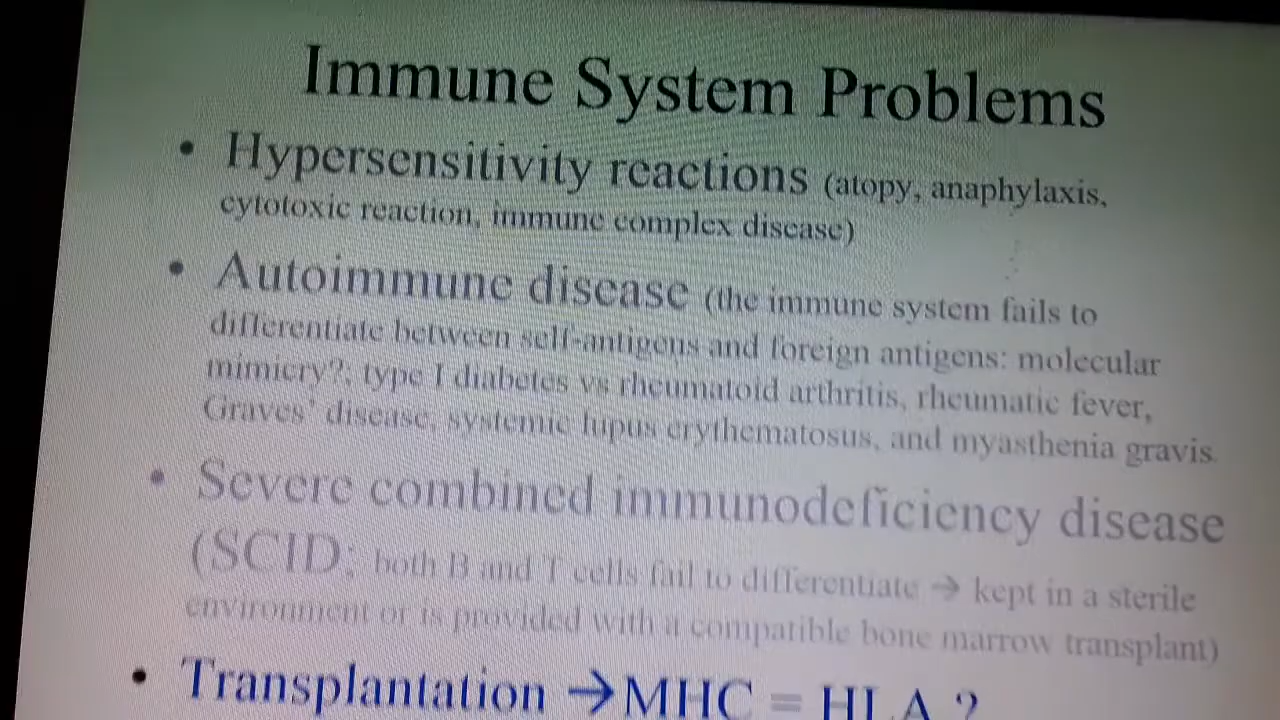 Immune System Problems
• Hypersensitivity reactions (atopy, anaphylaxis,
cytotoxic reaction, immune complex disease)
• Autoimmune disease (the immune system fails to
differentiate between self-antigens and foreign antigens: molecular
mimicry?; type I diabetes vs rheumatoid arthritis, rheumatic fever,
Graves' disease, systemic lupus erythematosus, and myasthenia gravis.
• Severe combined immunodeficiency disease
(SCID; both B and T cells fail to differentiate → kept in a sterile
environment or is provided with a compatible bone marrow transplant)
• Transplantation → MHC = HLA ?